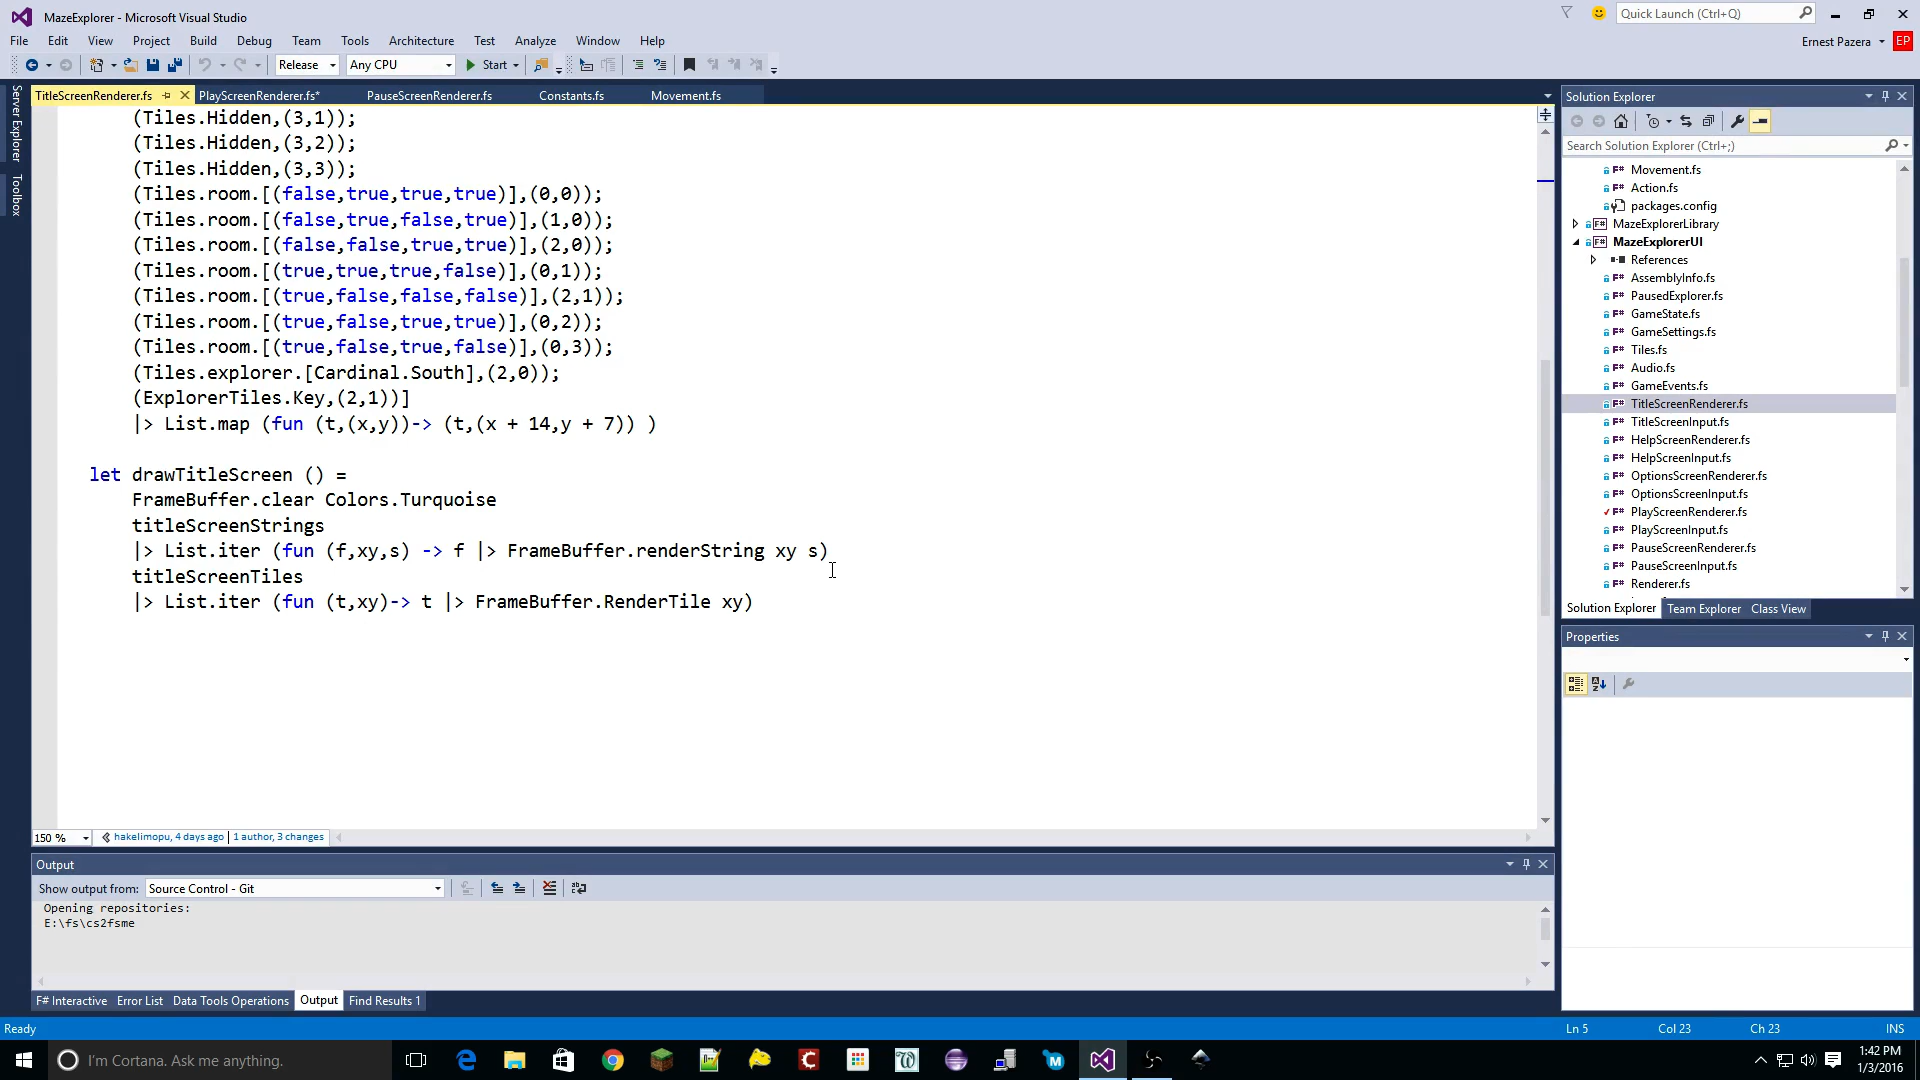 MazeExplorer - Microsoft Visual Studio
Quick Launch (Ctrl+Q)
File Edit View Project Build Debug Team Tools Architecture Test Analyze Window Help
Ernest Pazera EP
Release Any CPU Start
Server Explorer
Toolbox
TitleScreenRenderer.fs PlayScreenRenderer.fs* PauseScreenRenderer.fs Constants.fs Movement.fs
(Tiles.Hidden,(3,1));
(Tiles.Hidden,(3,2));
(Tiles.Hidden,(3,3));
(Tiles.room.[(false,true,true,true)],(0,0));
(Tiles.room.[(false,true,false,true)],(1,0));
(Tiles.room.[(false,false,true,true)],(2,0));
(Tiles.room.[(true,true,true,false)],(0,1));
(Tiles.room.[(true,false,false,false)],(2,1));
(Tiles.room.[(true,false,true,true)],(0,2));
(Tiles.room.[(true,false,true,false)],(0,3));
(Tiles.explorer.[Cardinal.South],(2,0));
(ExplorerTiles.Key,(2,1))]
|> List.map (fun (t,(x,y))-> (t,(x + 14,y + 7)) )
let drawTitleScreen () =
FrameBuffer.clear Colors.Turquoise
titleScreenStrings
|> List.iter (fun (f,xy,s) -> f |> FrameBuffer.renderString xy s)
titleScreenTiles
|> List.iter (fun (t,xy)-> t |> FrameBuffer.RenderTile xy)
150 %
hakelimopu, 4 days ago | 1 author, 3 changes
Output
Show output from: Source Control - Git
Opening repositories:
E:\fs\cs2fsme
F# Interactive Error List Data Tools Operations Output Find Results 1
Solution Explorer
Search Solution Explorer (Ctrl+;)
F# Movement.fs
F# Action.fs
packages.config
F# MazeExplorerLibrary
F# MazeExplorerUI
References
F# AssemblyInfo.fs
F# PausedExplorer.fs
F# GameState.fs
F# GameSettings.fs
F# Tiles.fs
F# Audio.fs
F# GameEvents.fs
F# TitleScreenRenderer.fs
F# TitleScreenInput.fs
F# HelpScreenRenderer.fs
F# HelpScreenInput.fs
F# OptionsScreenRenderer.fs
F# OptionsScreenInput.fs
F# PlayScreenRenderer.fs
F# PlayScreenInput.fs
F# PauseScreenRenderer.fs
F# PauseScreenInput.fs
F# Renderer.fs
Solution Explorer Team Explorer Class View
Properties
Ready Ln 5 Col 23 Ch 23 INS
I'm Cortana. Ask me anything.
1:42 PM
1/3/2016